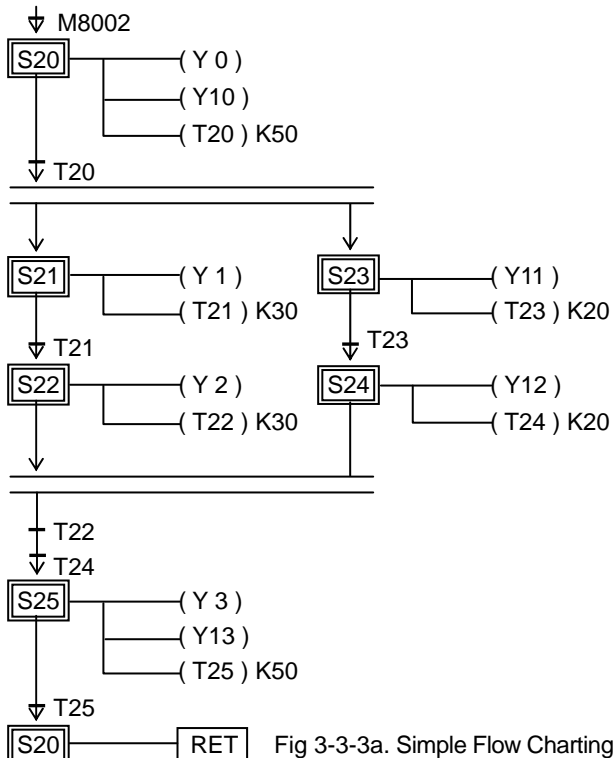 M8002
S20 ( Y 0 )
( Y10 )
( T20 ) K50
T20
S21 ( Y 1 ) S23 ( Y11 )
( T21 ) K30 ( T23 ) K20
T21 T23
S22 ( Y 2 ) S24 ( Y12 )
( T22 ) K30 ( T24 ) K20
T22
T24
S25 ( Y 3 )
( Y13 )
( T25 ) K50
T25
S20 RET Fig 3-3-3a. Simple Flow Charting